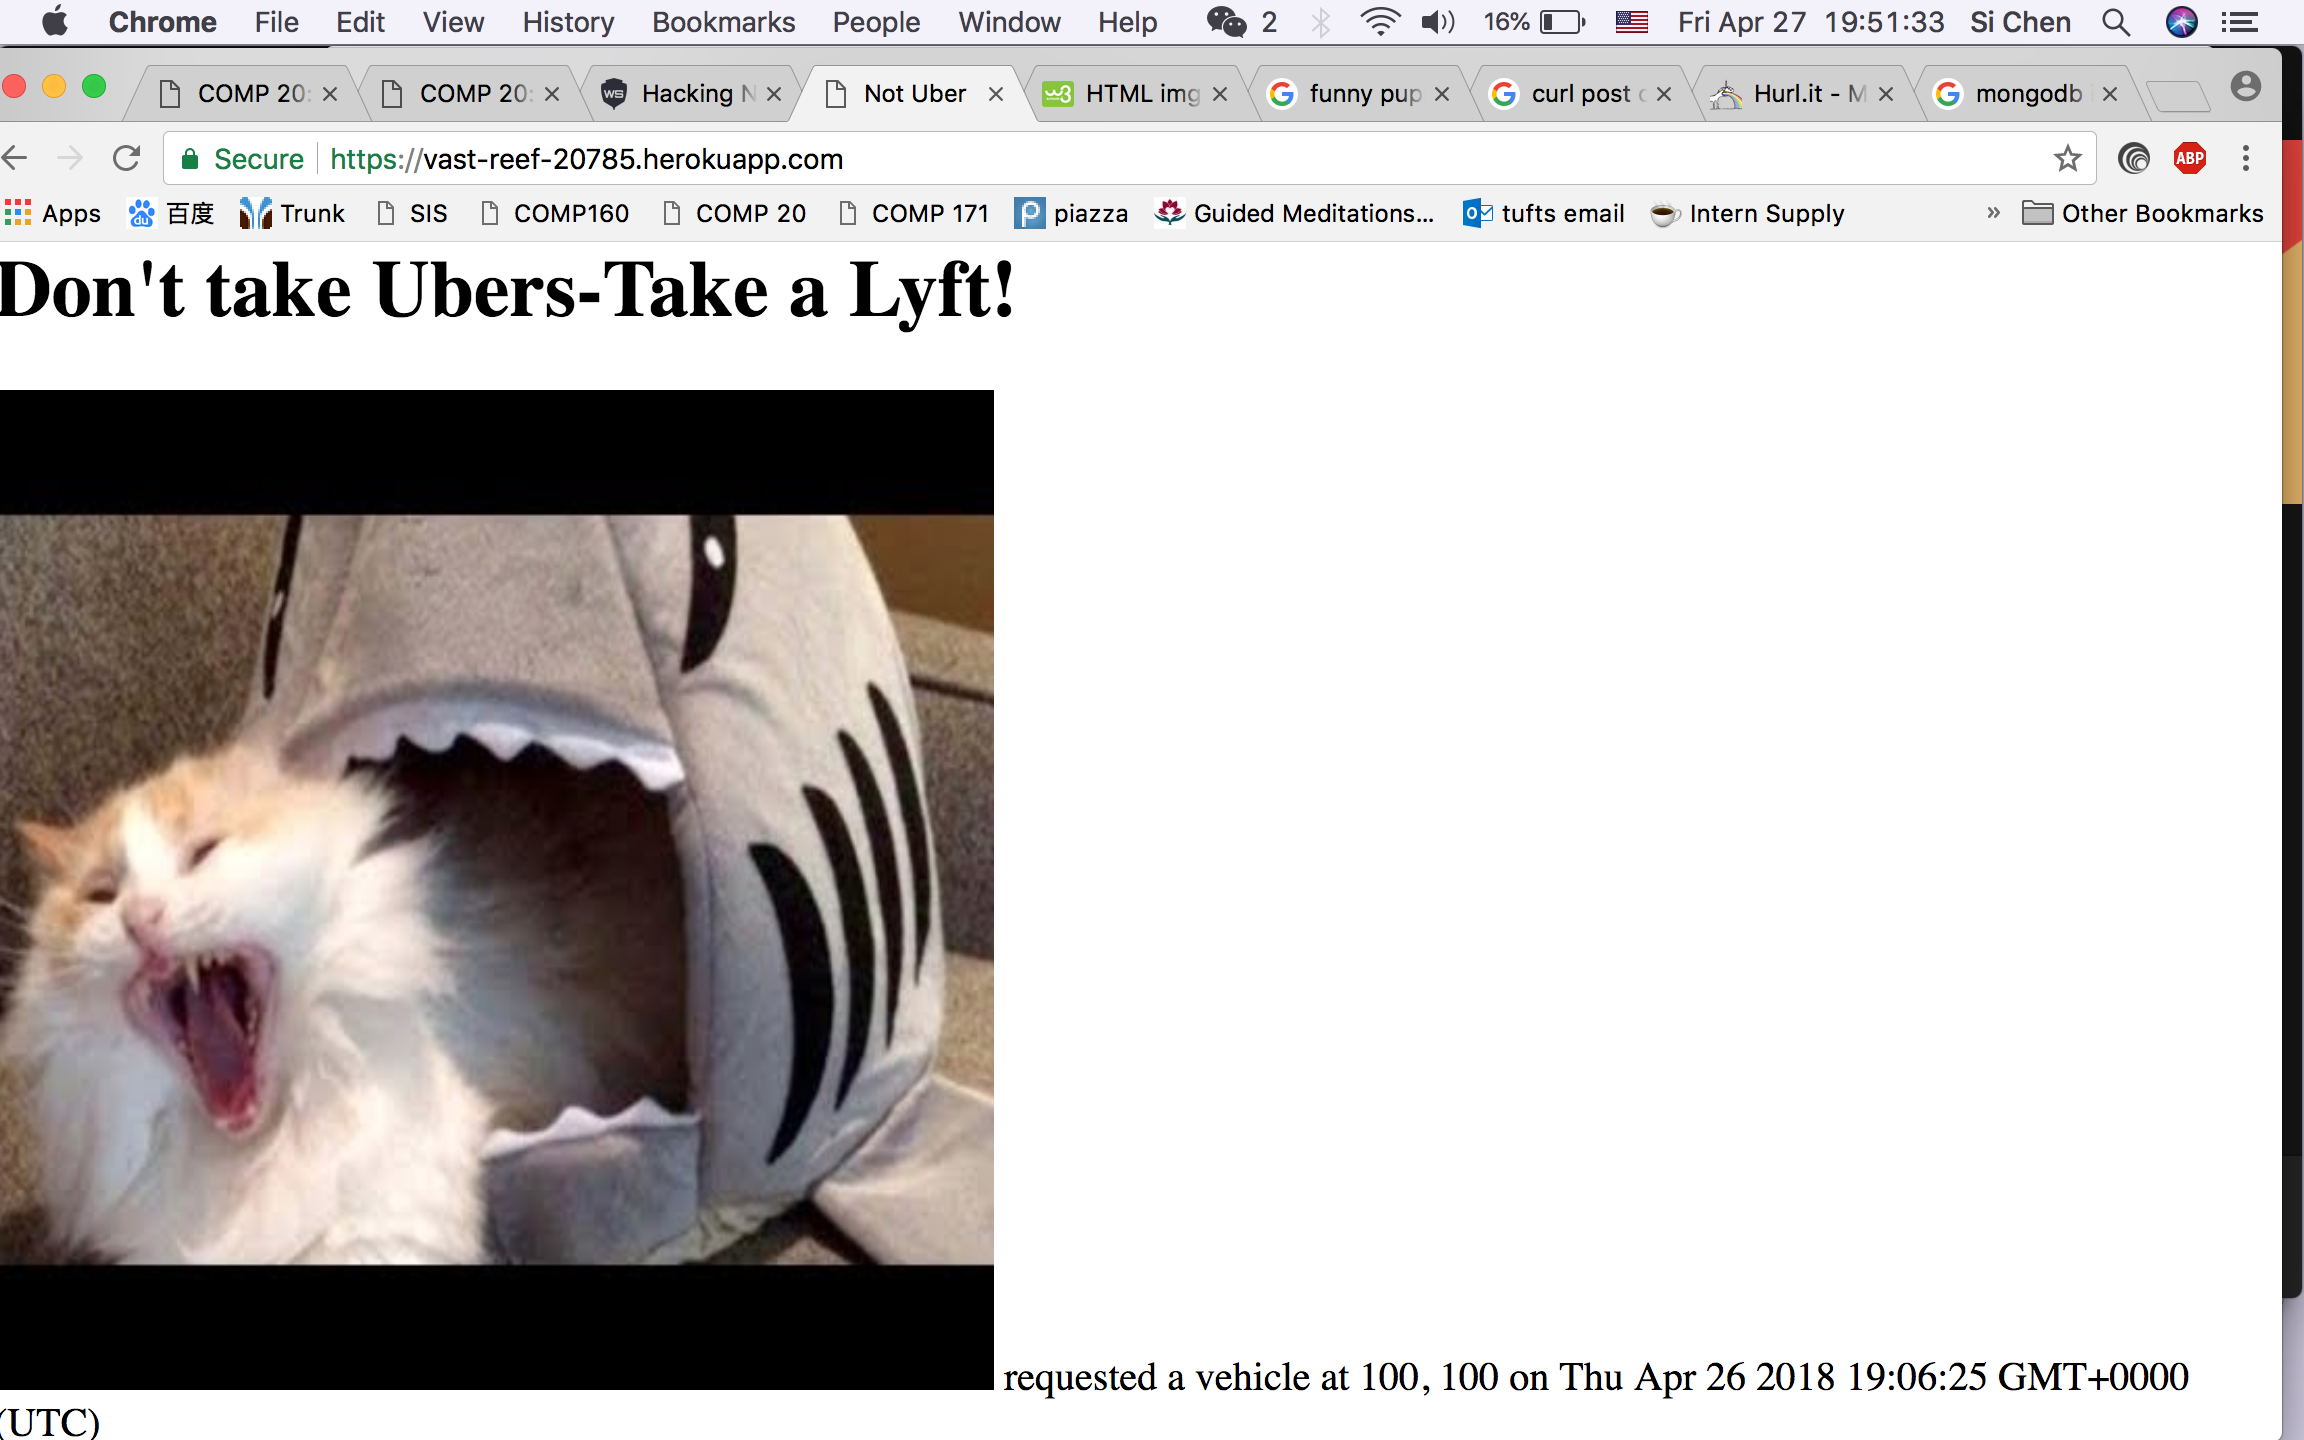 Chrome File Edit View History Bookmarks People Window Help 2 16% Fri Apr 27 19:51:33 Si Chen
COMP 20: COMP 20: Hacking N Not Uber HTML img funny pup curl post Hurl.it - M mongodb
Secure https://vast-reef-20785.herokuapp.com ABP
Apps 百度 Trunk SIS COMP160 COMP 20 COMP 171 piazza Guided Meditations... tufts email Intern Supply » Other Bookmarks
Don't take Ubers-Take a Lyft!
requested a vehicle at 100, 100 on Thu Apr 26 2018 19:06:25 GMT+0000
(UTC)